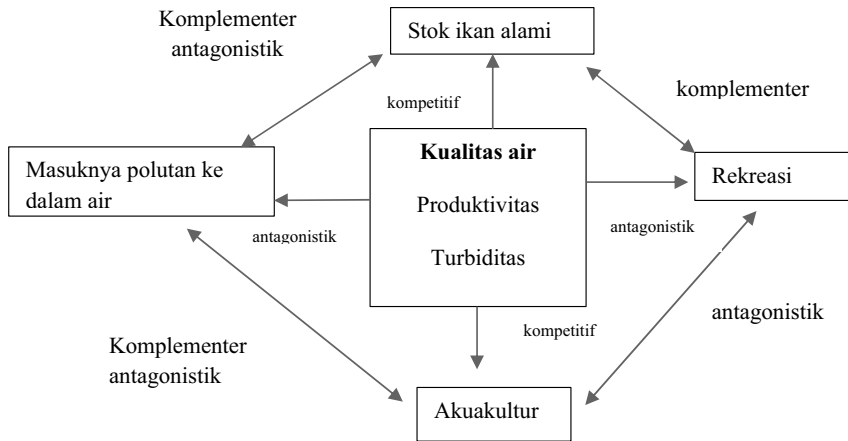 Komplementer
antagonistik
Stok ikan alami
kompetitif
komplementer
Masuknya polutan ke
dalam air
Kualitas air
Produktivitas
Turbiditas
Rekreasi
antagonistik
antagonistik
kompetitif
antagonistik
Komplementer
antagonistik
Akuakultur